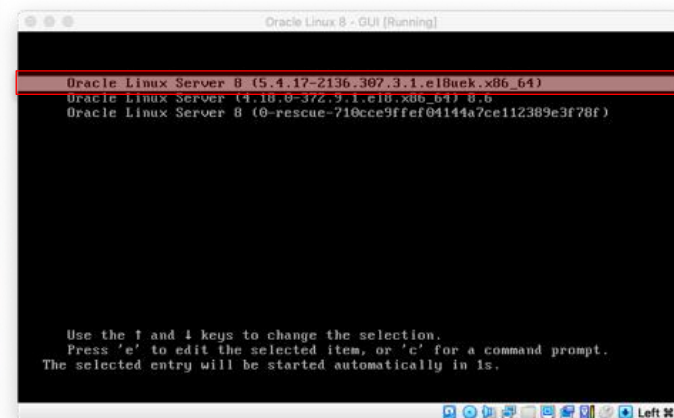 Oracle Linux 8 - GUI [Running]
Oracle Linux Server 8 (5.4.17-2136.307.3.1.el8uek.x86_64)
Oracle Linux Server (4.18.0-372.9.1.el8.x86_64) 8.6
Oracle Linux Server 8 (0-rescue-710cce9ffef04144a7ce112389e3f78f)
Use the ↑ and ↓ keys to change the selection.
Press 'e' to edit the selected item, or 'c' for a command prompt.
The selected entry will be started automatically in 1s.
Left ⌘